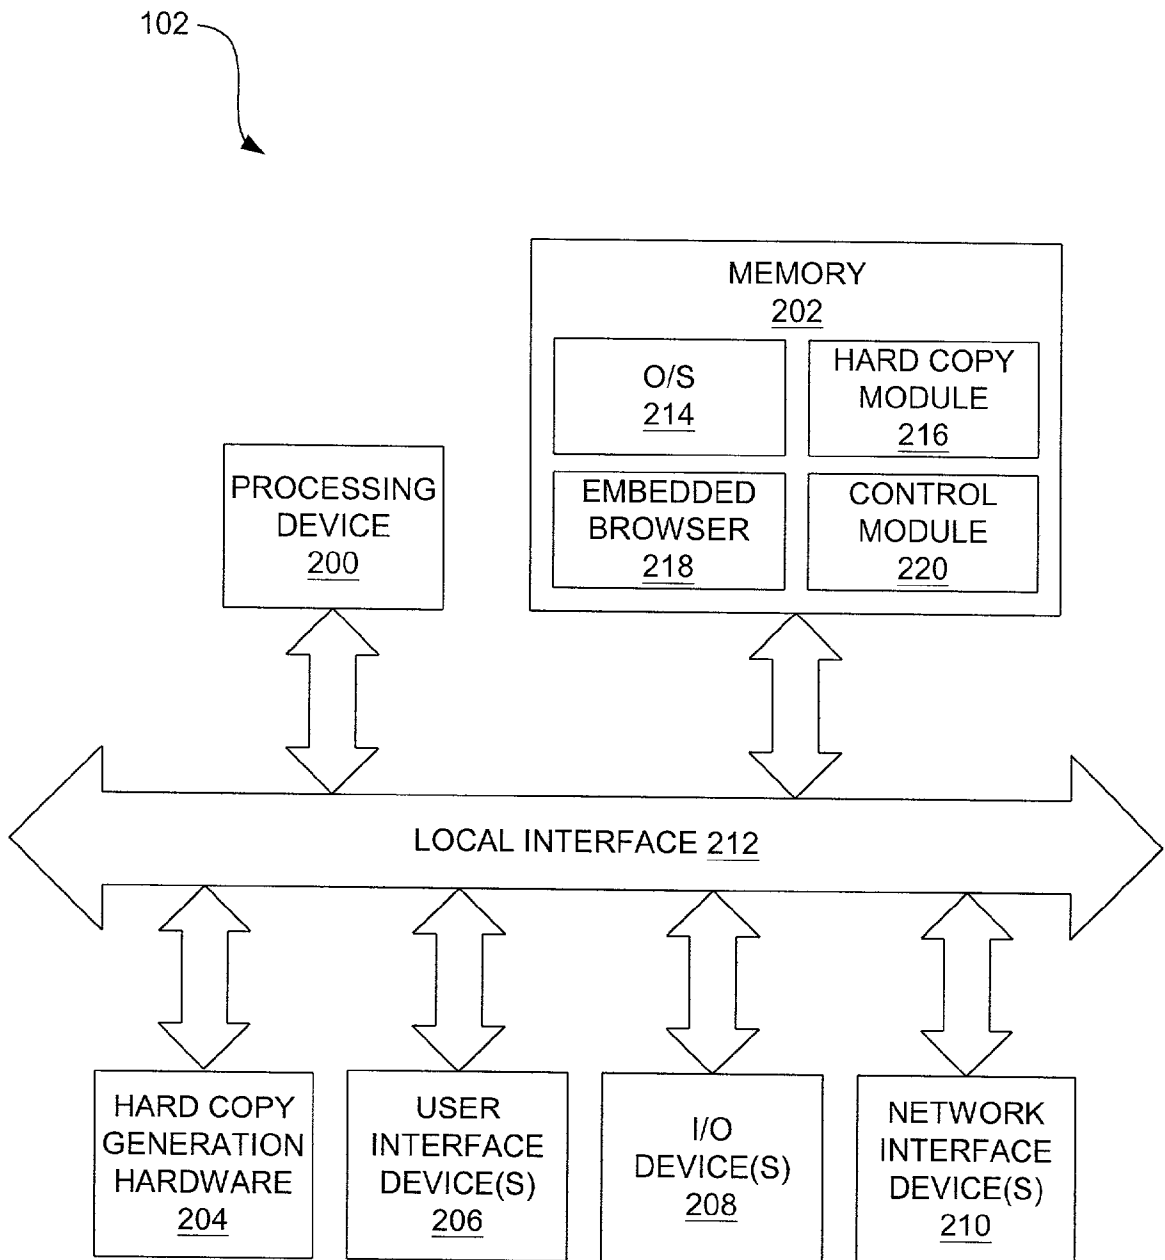 102
MEMORY
202
O/S
214
HARD COPY
MODULE
216
EMBEDDED
BROWSER
218
CONTROL
MODULE
220
PROCESSING
DEVICE
200
LOCAL INTERFACE 212
HARD COPY
GENERATION
HARDWARE
204
USER
INTERFACE
DEVICE(S)
206
I/O
DEVICE(S)
208
NETWORK
INTERFACE
DEVICE(S)
210